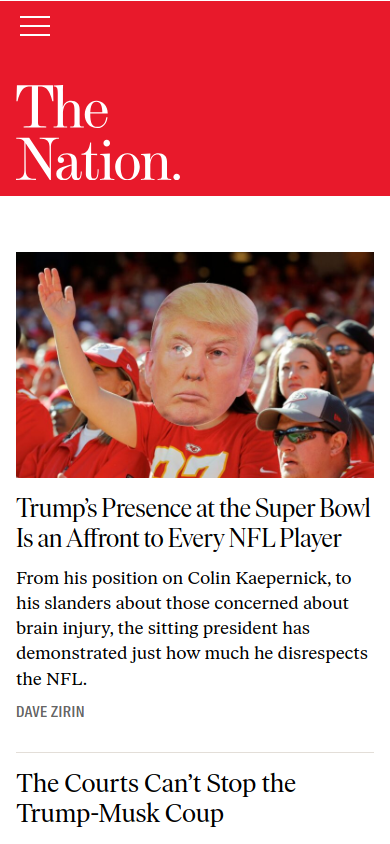 The
Nation.
Trump's Presence at the Super Bowl
Is an Affront to Every NFL Player
From his position on Colin Kaepernick, to
his slanders about those concerned about
brain injury, the sitting president has
demonstrated just how much he disrespects
the NFL.
DAVE ZIRIN
The Courts Can't Stop the
Trump-Musk Coup